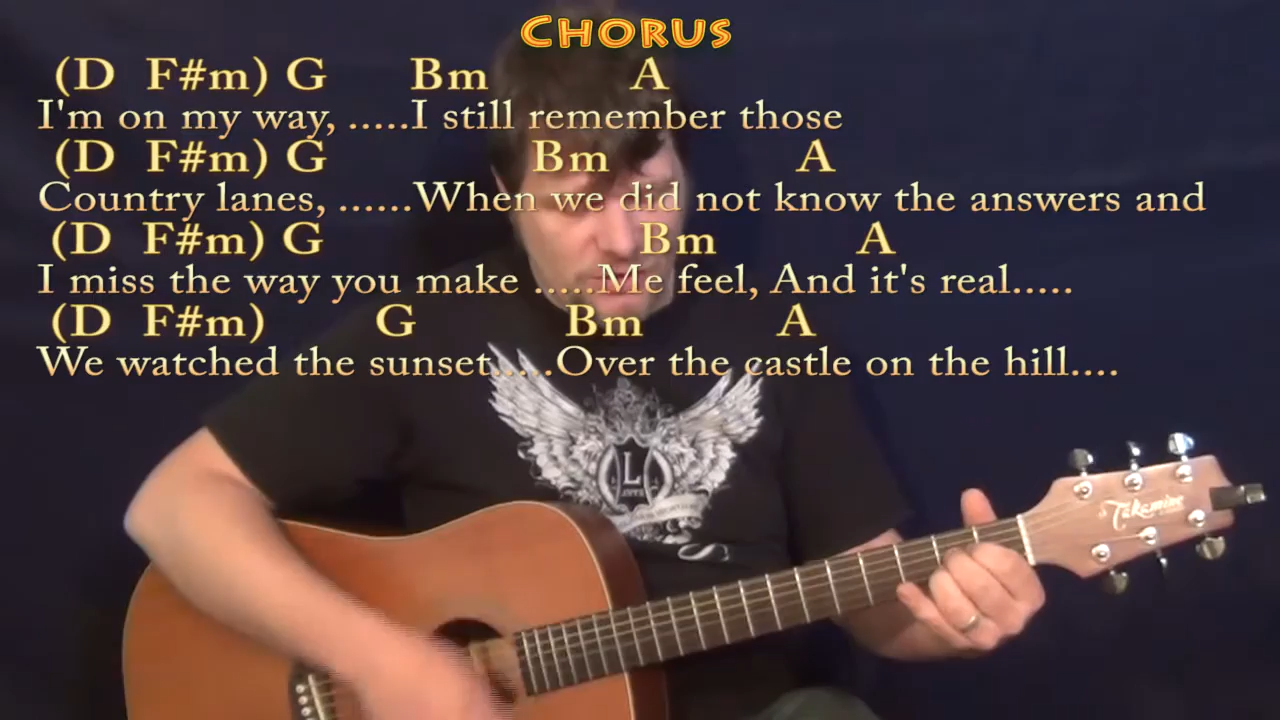 CHORUS
(D F#m) G Bm A
I'm on my way, .....I still remember those
(D F#m) G Bm A
Country lanes, ......When we did not know the answers and
(D F#m) G Bm A
I miss the way you make .....Me feel, And it's real.....
(D F#m) G Bm A
We watched the sunset.....Over the castle on the hill....
L
Takamine